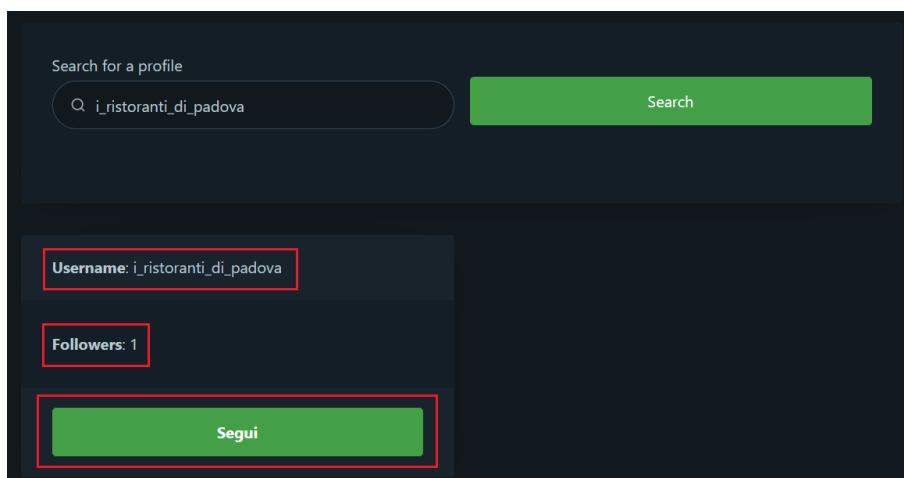 Search for a profile
i_ristoranti_di_padova
Search
Username: i_ristoranti_di_padova
Followers: 1
Segui